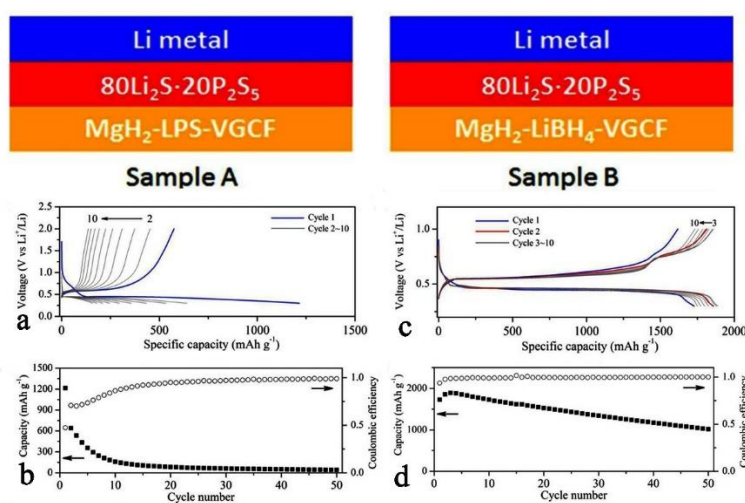 Li metal
80Li₂S·20P₂S₅
MgH₂-LPS-VGCF
Sample A
Li metal
80Li₂S·20P₂S₅
MgH₂-LiBH₄-VGCF
Sample B
a
Voltage (V vs Li⁺/Li)
2.5
2.0
1.5
1.0
0.5
0.0
10
2
Cycle 1
Cycle 2~10
0
500
1000
1500
Specific capacity (mAh g⁻¹)
c
Voltage (V vs Li⁺/Li)
1.0
0.5
10
3
Cycle 1
Cycle 2
Cycle 3~10
0
500
1000
1500
2000
Specific capacity (mAh g⁻¹)
b
Capacity (mAh g⁻¹)
1500
1200
900
600
300
0
1.0
0.5
0.0
Coulombic efficiency
0
10
20
30
40
50
Cycle number
d
Capacity (mAh g⁻¹)
2000
1000
0
1.0
0.5
0.0
Coulombic efficiency
0
10
20
30
40
50
Cycle number